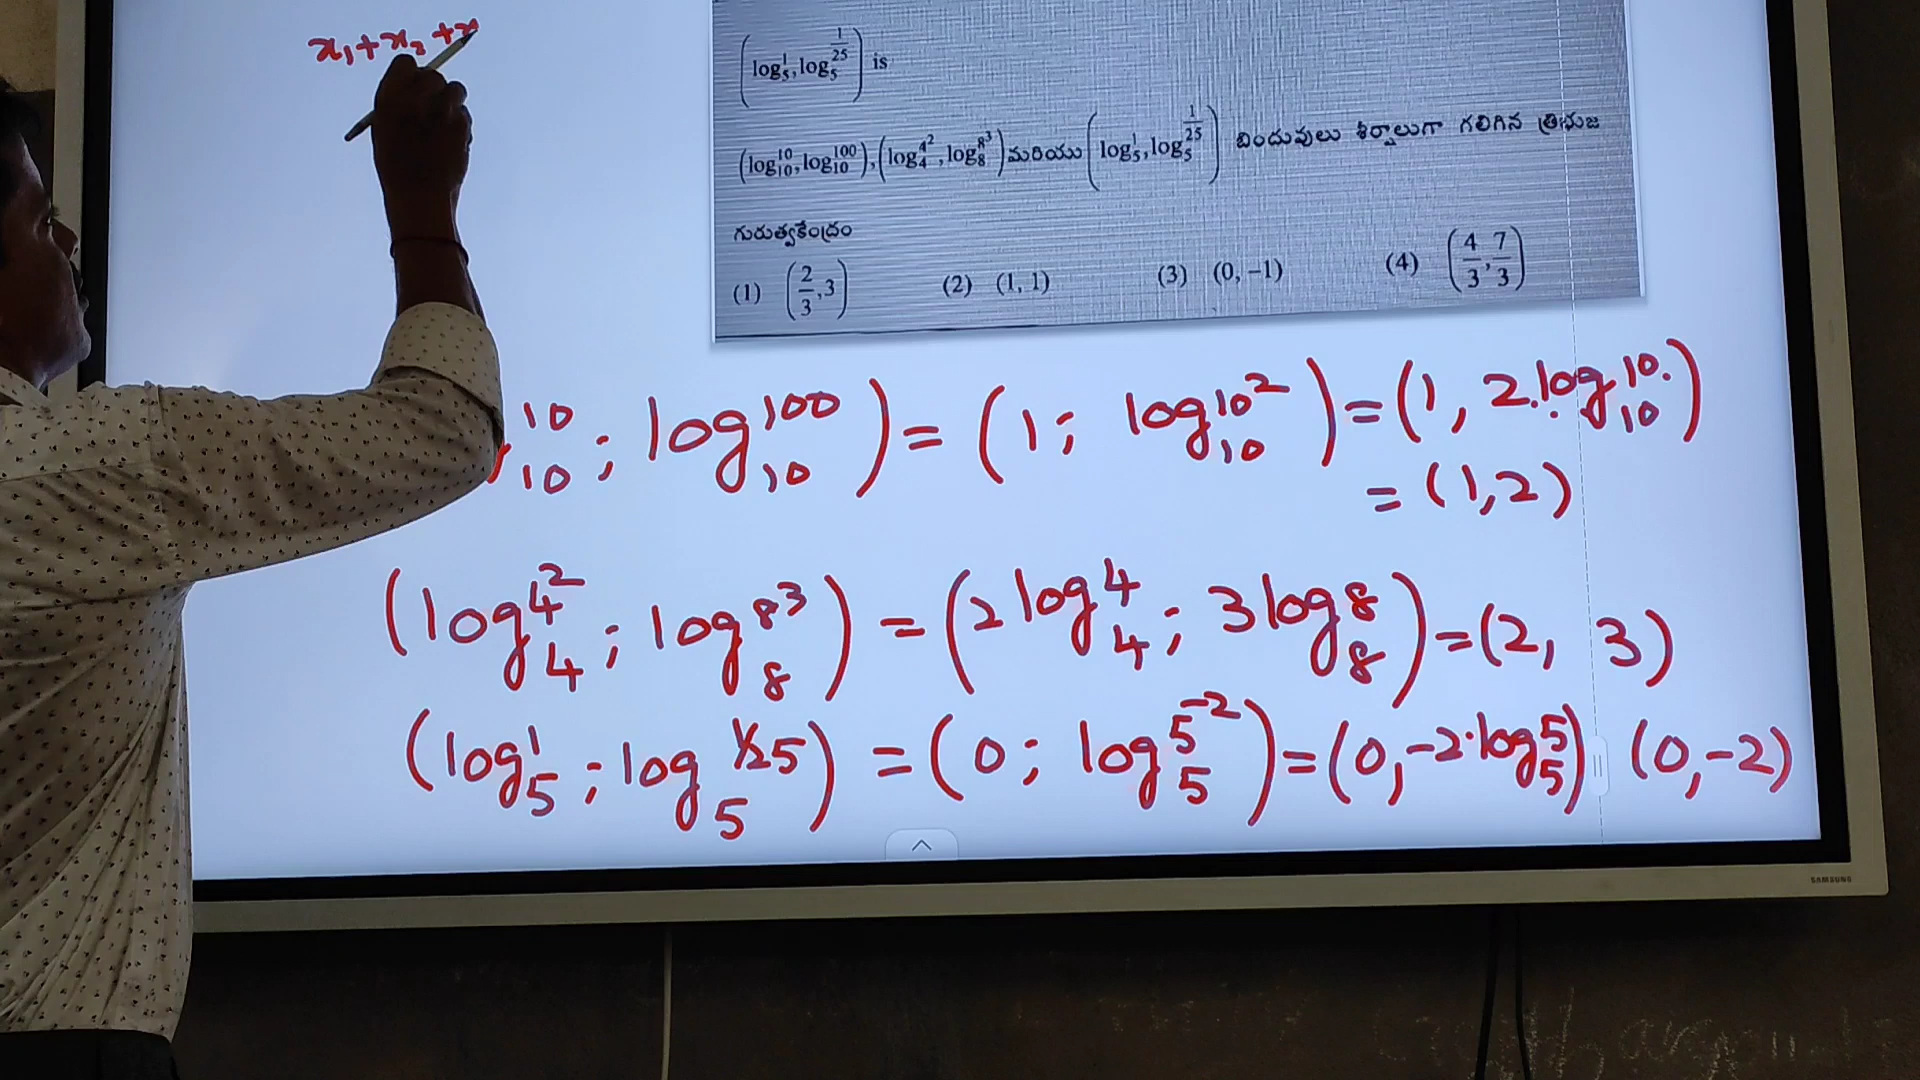 x₁+x₂+x
(log₅¹, log₅^(1/25)) is
(log₁₀¹⁰, log₁₀¹⁰⁰), (log₄^(4²), log₈^(8³)) మరియు (log₅¹, log₅^(1/25)) బిందువులు శీర్షాలుగా గలిగిన త్రిభుజ
గురుత్వకేంద్రం
(1) (2/3, 3) (2) (1, 1) (3) (0, −1) (4) (4/3, 7/3)
10 10 ; log₁₀¹⁰⁰) = (1 ; log₁₀^(10²)) = (1, 2.log₁₀¹⁰.)
= (1,2)
(log₄^(4²) ; log₈^(8³)) = (2 log₄⁴ ; 3 log₈⁸) = (2, 3)
(log₅¹ ; log₅^(1/25)) = (0 ; log₅^(5⁻²)) = (0, -2·log₅⁵) (0,-2)
SAMSUNG